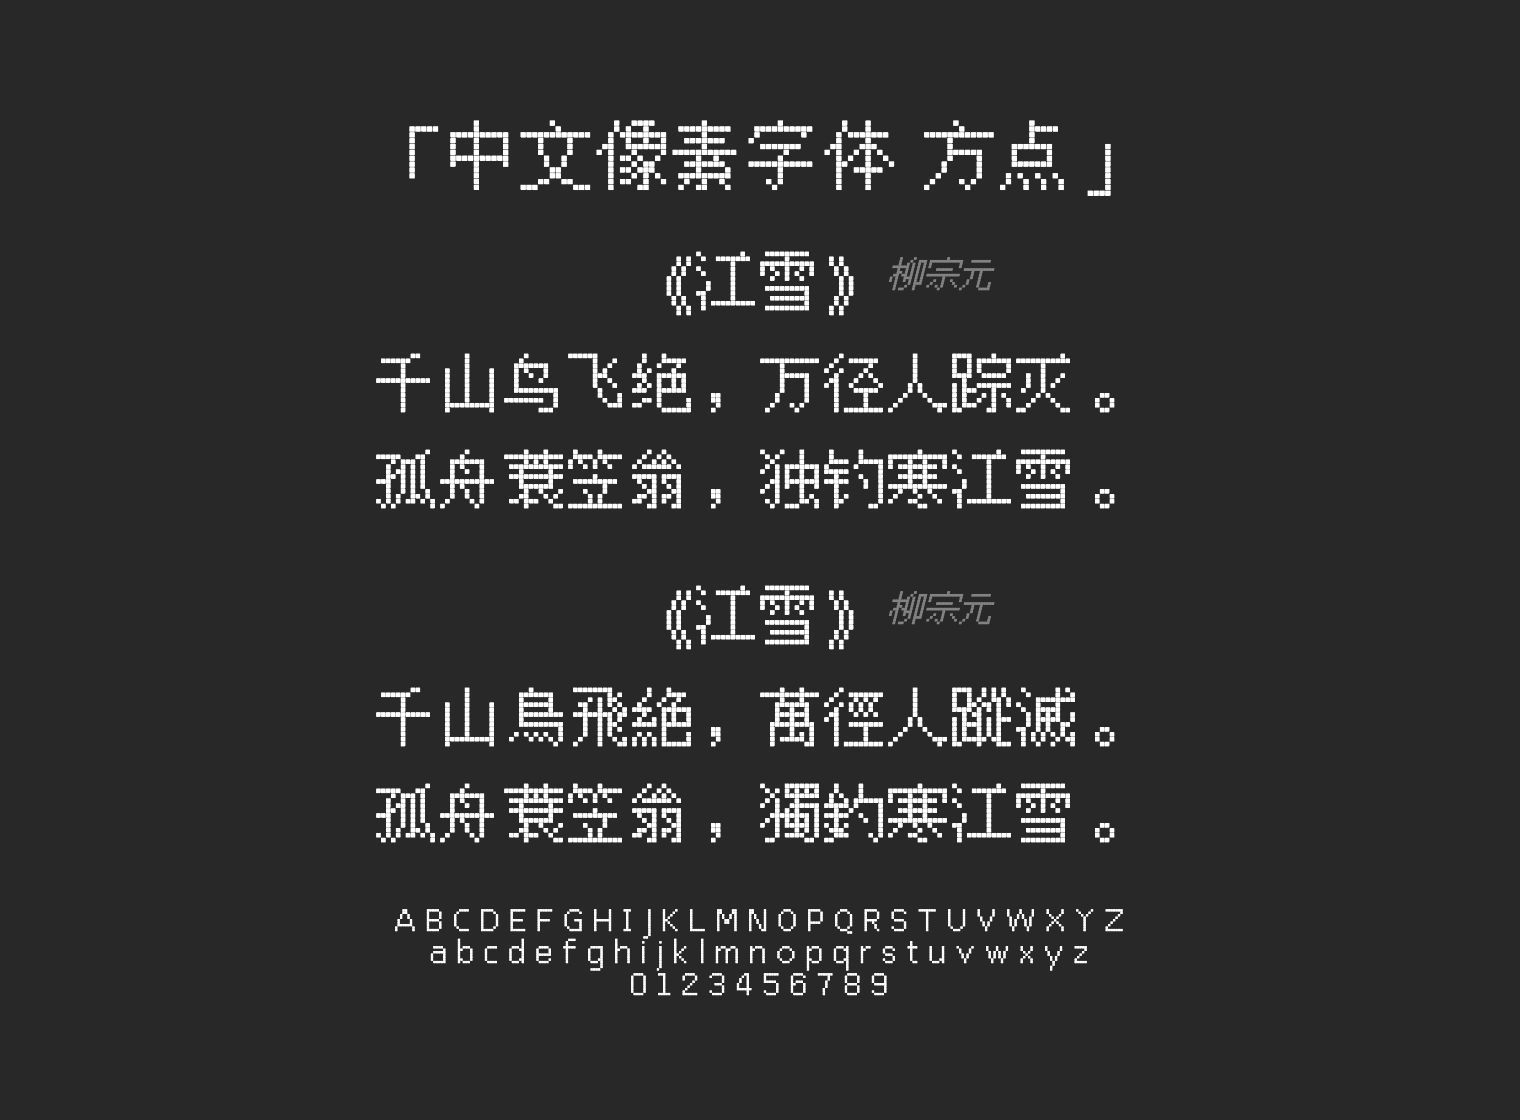 「中文像素字体 方点」
《江雪》 柳宗元
千山鸟飞绝，万径人踪灭。
孤舟蓑笠翁，独钓寒江雪。
《江雪》 柳宗元
千山鳥飛絶，萬徑人蹤滅。
孤舟蓑笠翁，獨釣寒江雪。
ABCDEFGHIJKLMNOPQRSTUVWXYZ
abcdefghijklmnopqrstuvwxyz
0123456789